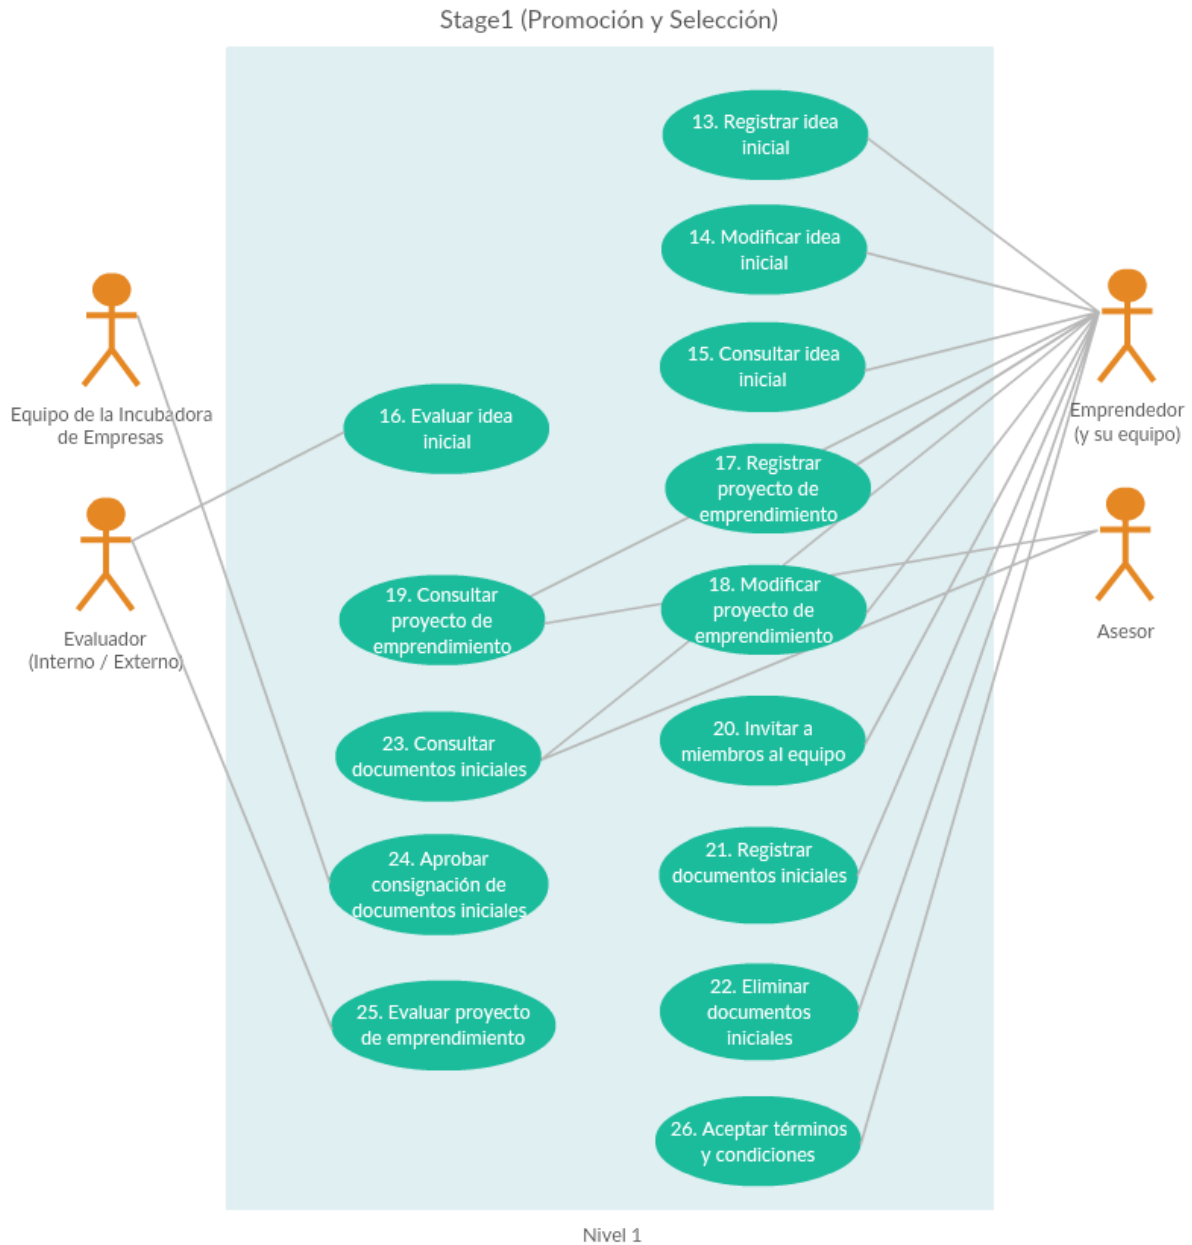 Stage1 (Promoción y Selección)
13. Registrar idea
inicial
14. Modificar idea
inicial
15. Consultar idea
inicial
Equipo de la Incubadora
de Empresas
16. Evaluar idea
inicial
Emprendedor
(y su equipo)
17. Registrar
proyecto de
emprendimiento
Evaluador
(Interno / Externo)
19. Consultar
proyecto de
emprendimiento
18. Modificar
proyecto de
emprendimiento
Asesor
23. Consultar
documentos iniciales
20. Invitar a
miembros al equipo
24. Aprobar
consignación de
documentos iniciales
21. Registrar
documentos iniciales
25. Evaluar proyecto
de emprendimiento
22. Eliminar
documentos
iniciales
26. Aceptar términos
y condiciones
Nivel 1